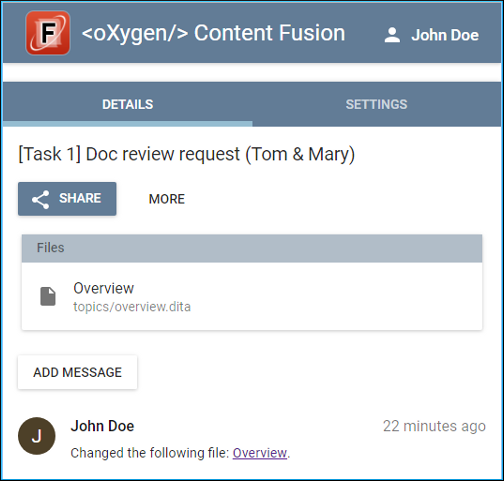 F <oXygen/> Content Fusion John Doe
DETAILS SETTINGS
[Task 1] Doc review request (Tom & Mary)
SHARE MORE
Files
Overview
topics/overview.dita
ADD MESSAGE
J John Doe 22 minutes ago
Changed the following file: Overview.